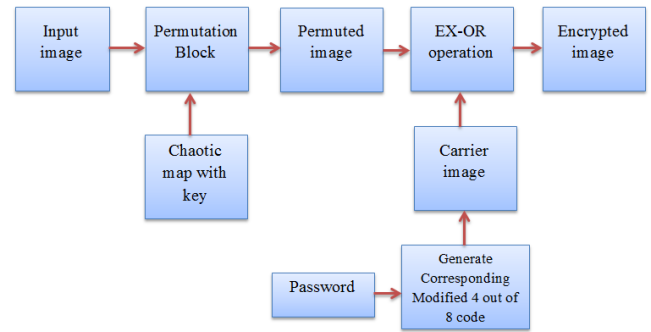 Input
image
Permutation
Block
Permuted
image
EX-OR
operation
Encrypted
image
Chaotic
map with
key
Carrier
image
Password
Generate
Corresponding
Modified 4 out of
8 code